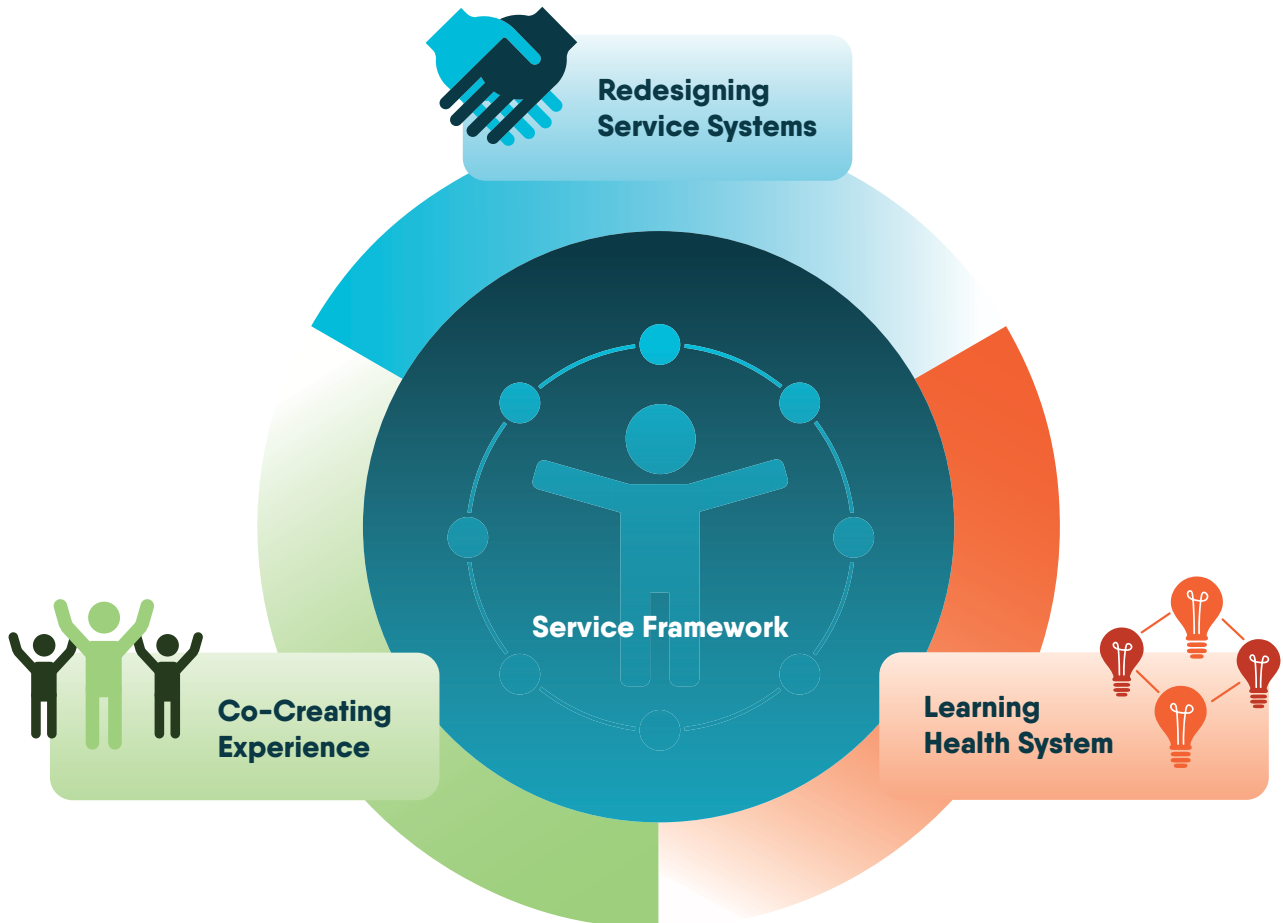 Redesigning
Service Systems
Service Framework
Co-Creating
Experience
Learning
Health System